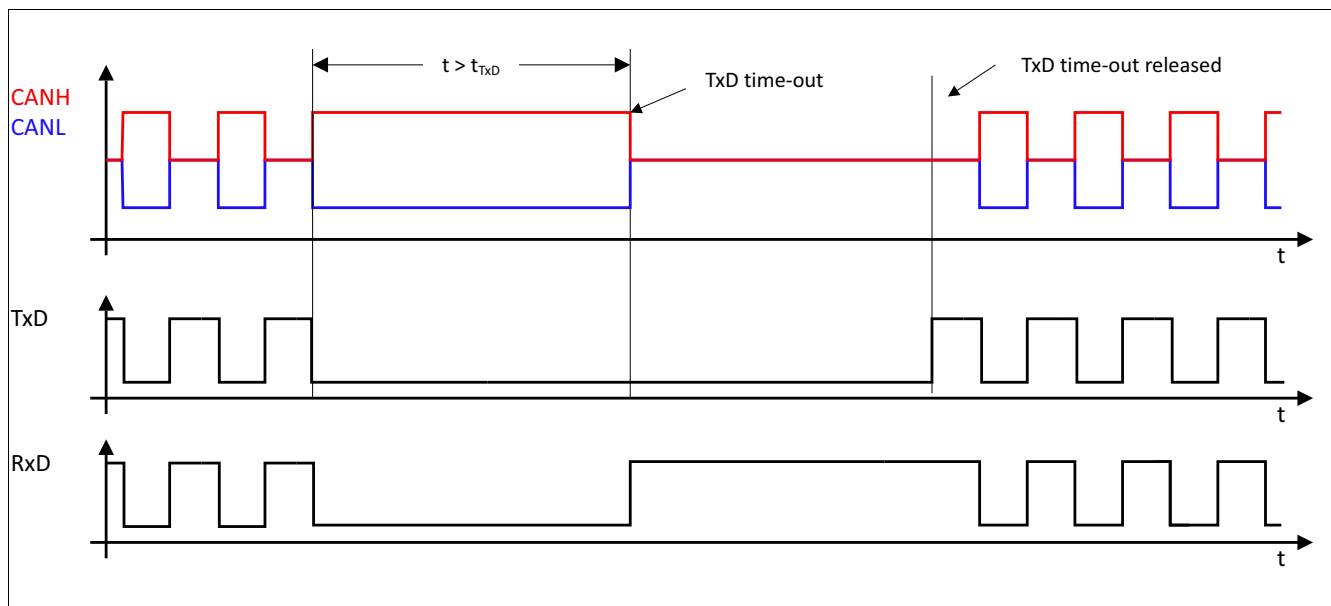 t > tTxD
TxD time-out
TxD time-out released
CANH
CANL
t
TxD
t
RxD
t